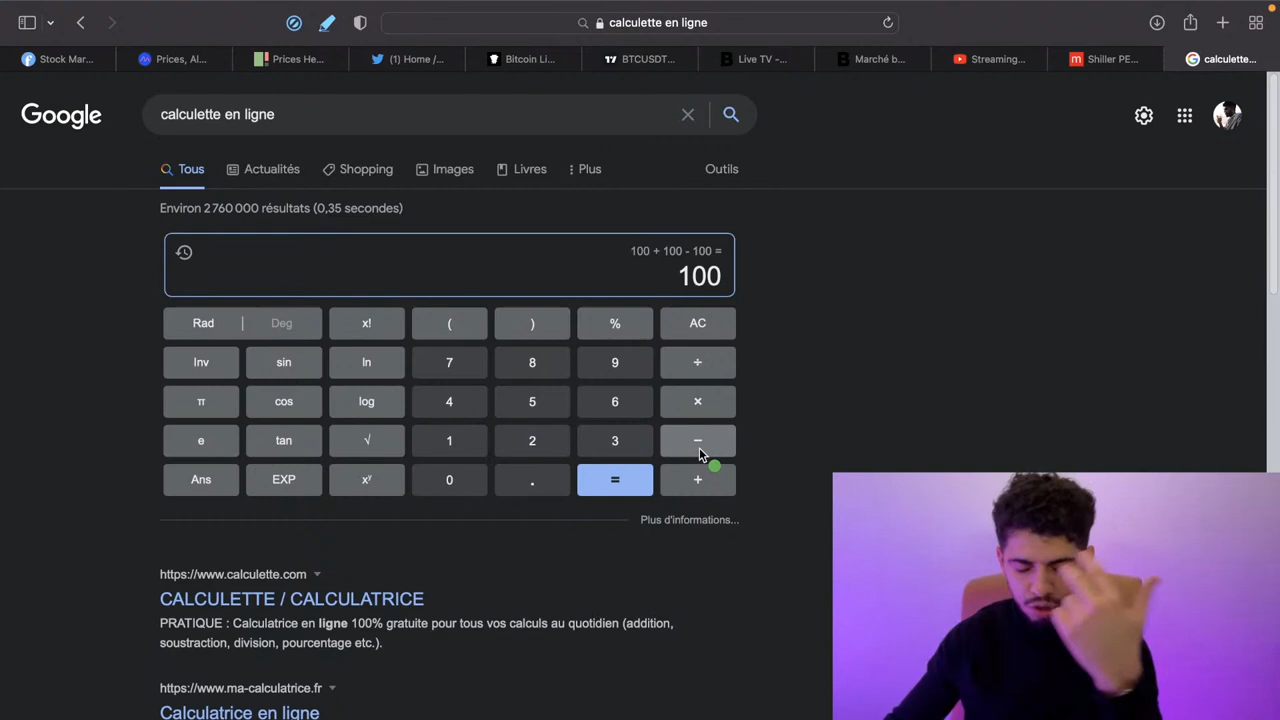 calculette en ligne
Stock Mar...
Prices, Al...
Prices He...
(1) Home /...
Bitcoin Li...
BTCUSDT...
Live TV -...
Marché b...
Streaming...
Shiller PE...
calculette...
Google
calculette en ligne
Tous
Actualités
Shopping
Images
Livres
Plus
Outils
Environ 2 760 000 résultats (0,35 secondes)
100 + 100 - 100 =
100
Rad | Deg x! ( ) % AC
Inv sin ln 7 8 9 ÷
π cos log 4 5 6 ×
e tan √ 1 2 3 −
Ans EXP xʸ 0 . = +
Plus d'informations...
https://www.calculette.com
CALCULETTE / CALCULATRICE
PRATIQUE : Calculatrice en ligne 100% gratuite pour tous vos calculs au quotidien (addition,
soustraction, division, pourcentage etc.).
https://www.ma-calculatrice.fr
Calculatrice en ligne